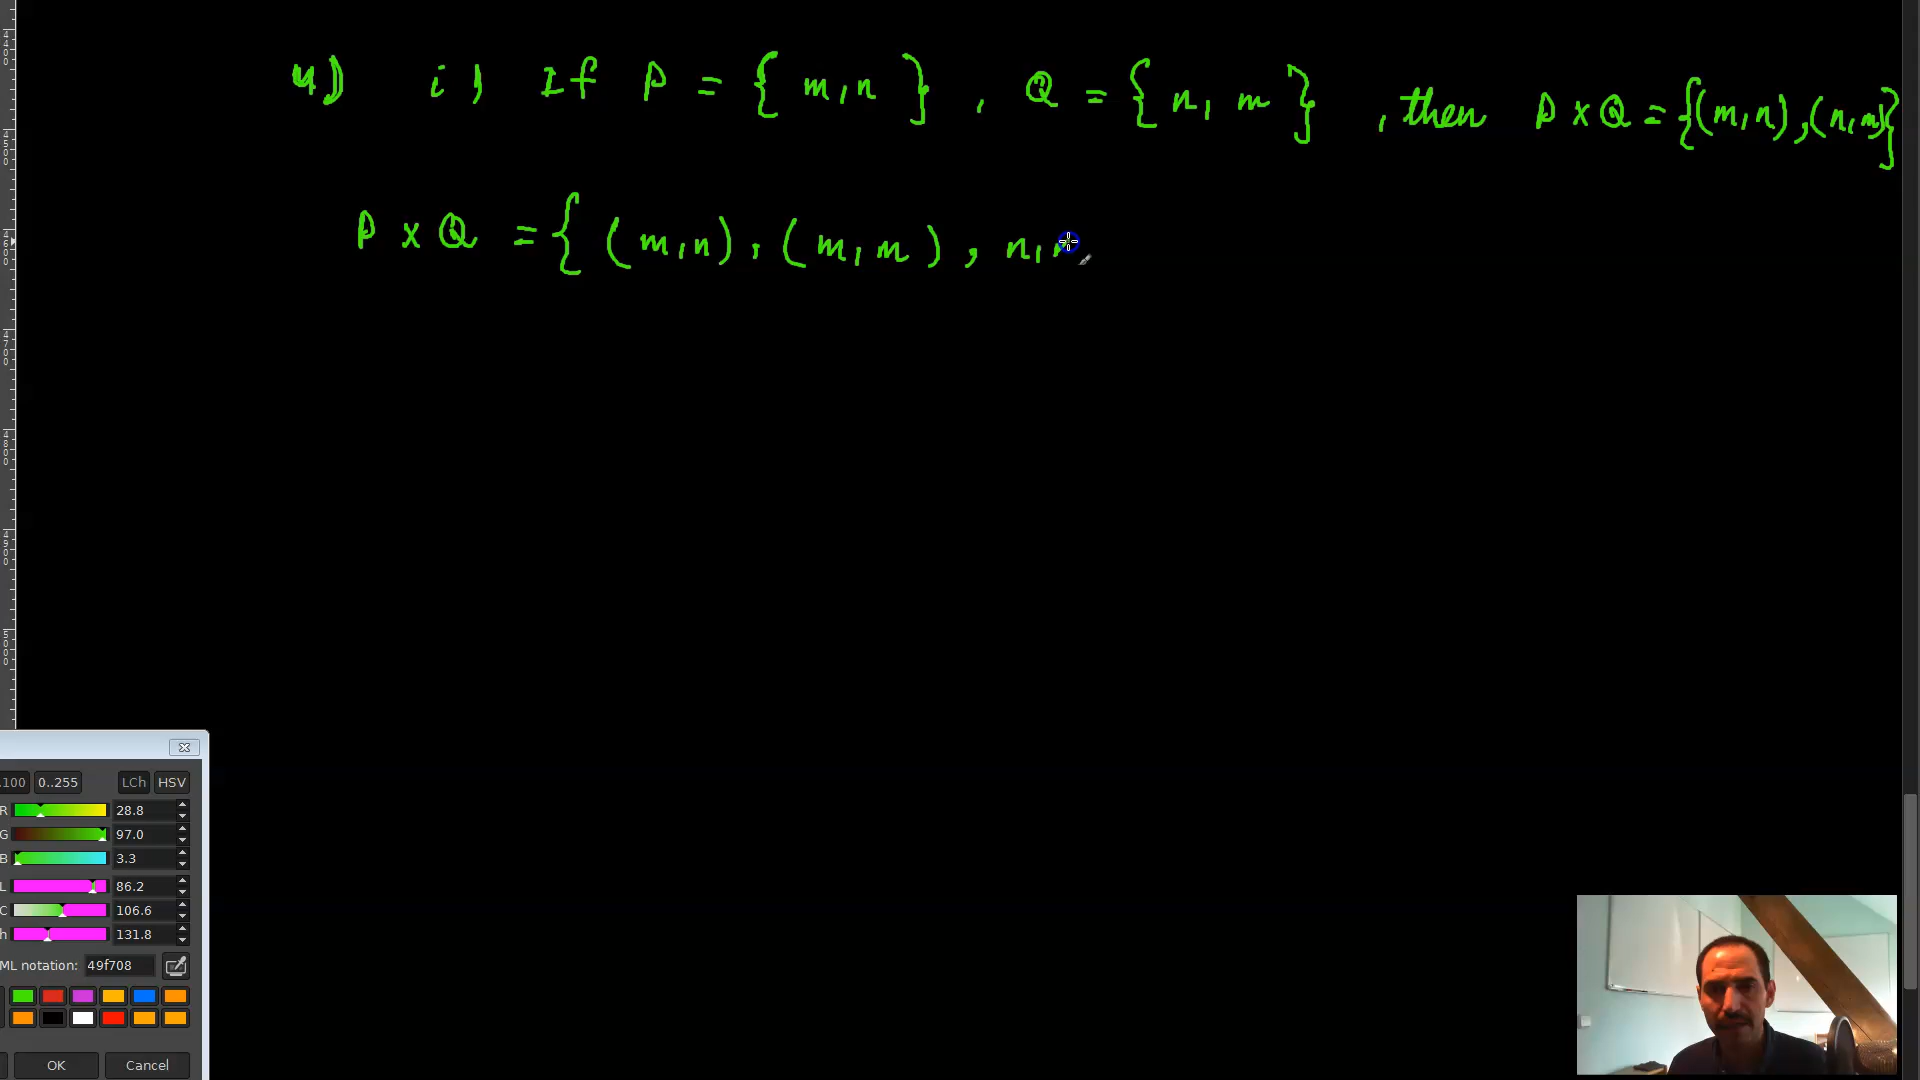 4) i) If P = { m, n }, Q = { n, m }, then P x Q = {(m, n), (n, m)}
P x Q = { (m, n), (m, m), n, n
100 0..255 LCh HSV
R 28.8
G 97.0
B 3.3
L 86.2
C 106.6
h 131.8
ML notation: 49f708
OK Cancel